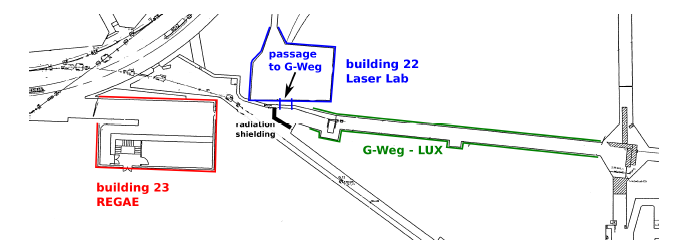 passage
to G-Weg
building 22
Laser Lab
radiation
shielding
G-Weg - LUX
building 23
REGAE